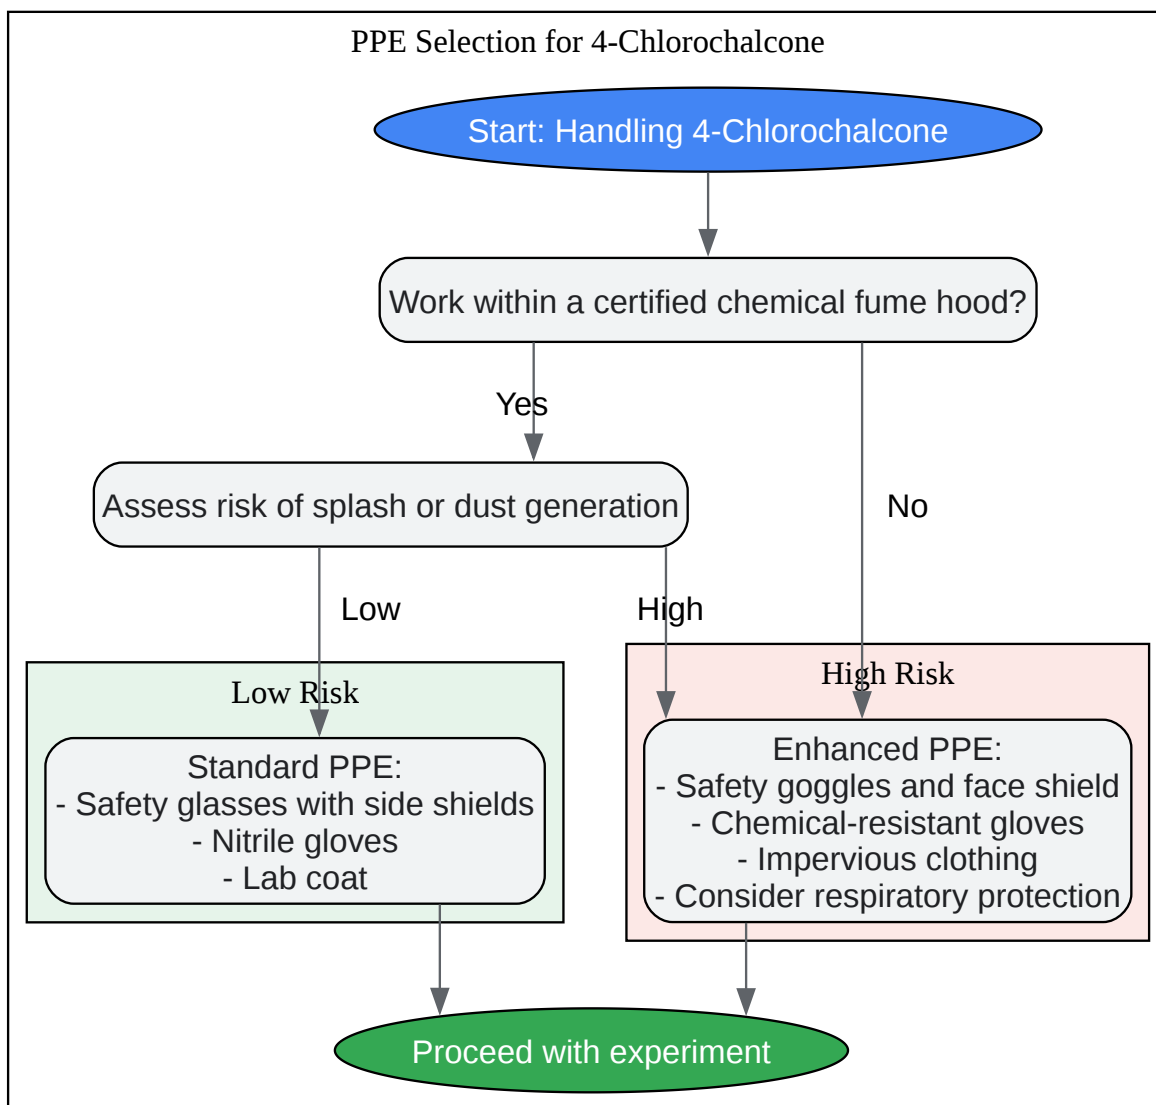 PPE Selection for 4-Chlorochalcone
Start: Handling 4-Chlorochalcone
Work within a certified chemical fume hood?
Yes
Assess risk of splash or dust generation
No
Low
High
Low Risk
Standard PPE:
- Safety glasses with side shields
- Nitrile gloves
- Lab coat
High Risk
Enhanced PPE:
- Safety goggles and face shield
- Chemical-resistant gloves
- Impervious clothing
- Consider respiratory protection
Proceed with experiment